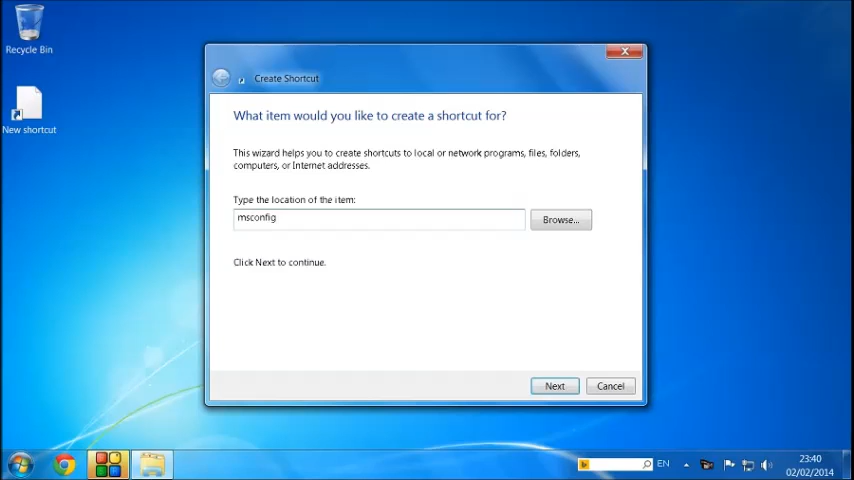 Recycle Bin
New shortcut
Create Shortcut
What item would you like to create a shortcut for?
This wizard helps you to create shortcuts to local or network programs, files, folders,
computers, or Internet addresses.
Type the location of the item:
msconfig
Browse...
Click Next to continue.
Next
Cancel
EN
23:40
02/02/2014